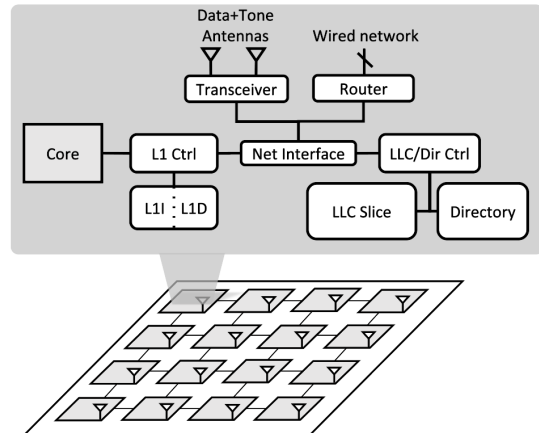 Data+Tone
Antennas
Wired network
Transceiver
Router
Core
L1 Ctrl
Net Interface
LLC/Dir Ctrl
L1I
L1D
LLC Slice
Directory